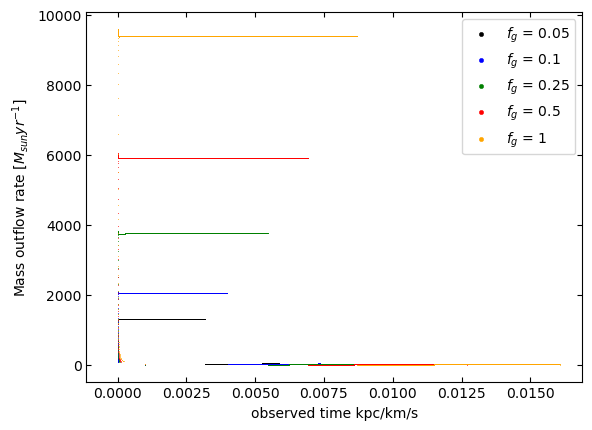 10000
8000
6000
4000
2000
0
Mass outflow rate [$M_{sun}yr^{-1}$]
$f_g$ = 0.05
$f_g$ = 0.1
$f_g$ = 0.25
$f_g$ = 0.5
$f_g$ = 1
0.0000 0.0025 0.0050 0.0075 0.0100 0.0125 0.0150
observed time kpc/km/s